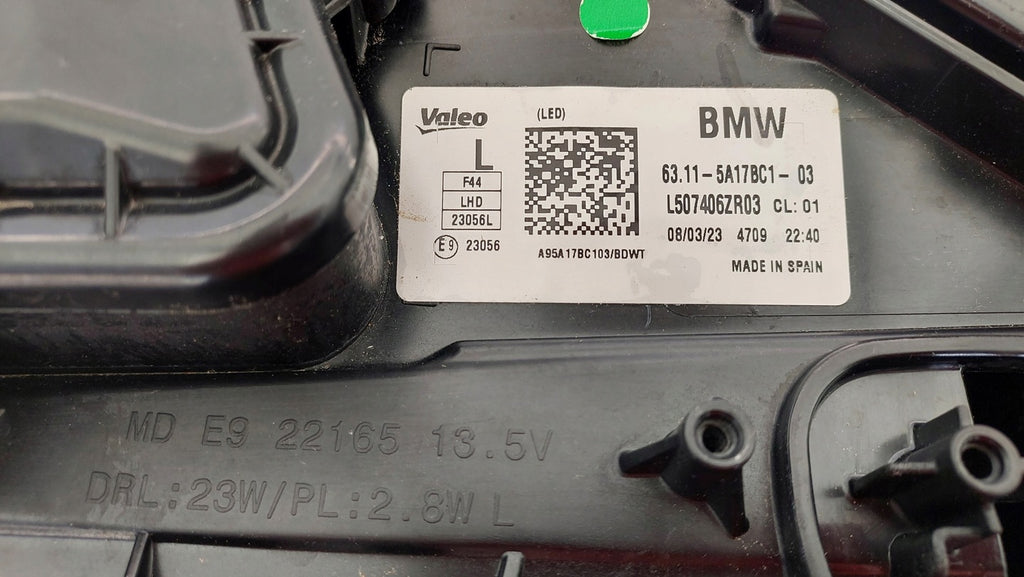 Valeo
(LED)
BMW
L
F44
LHD
23056L
E9 23056
A95A17BC103/BDWT
63.11-5A17BC1-03
L507406ZR03 CL:01
08/03/23 4709 22:40
MADE IN SPAIN
MD E9 22165 13.5V
DRL:23W/PL:2.8W L